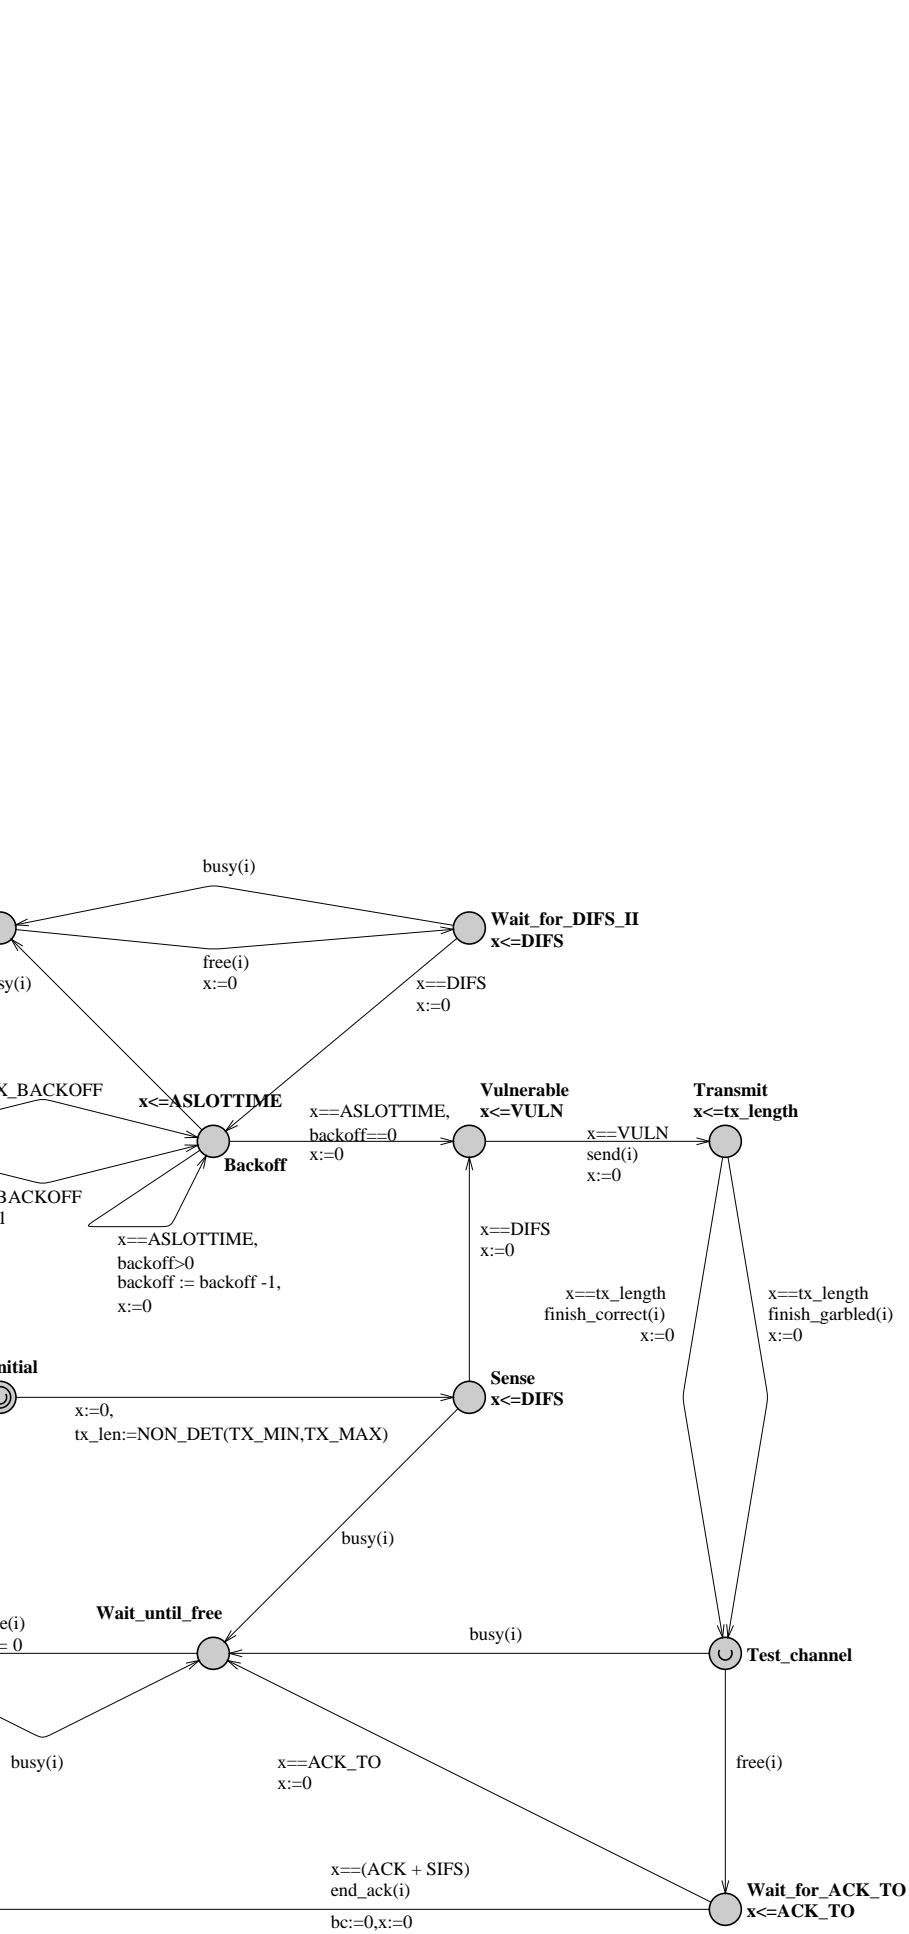 busy(i)
Wait_for_DIFS_II
x<=DIFS
free(i)
x:=0
sy(i)
x==DIFS
x:=0
X_BACKOFF
x<=ASLOTTIME
Backoff
x==ASLOTTIME,
backoff==0
x:=0
Vulnerable
x<=VULN
x==VULN
send(i)
x:=0
Transmit
x<=tx_length
BACKOFF
1
x==ASLOTTIME,
backoff>0
backoff := backoff -1,
x:=0
x==DIFS
x:=0
x==tx_length
finish_correct(i)
x:=0
x==tx_length
finish_garbled(i)
x:=0
nitial
x:=0,
tx_len:=NON_DET(TX_MIN,TX_MAX)
Sense
x<=DIFS
busy(i)
Wait_until_free
e(i)
= 0
busy(i)
Test_channel
busy(i)
x==ACK_TO
x:=0
free(i)
x==(ACK + SIFS)
end_ack(i)
bc:=0,x:=0
Wait_for_ACK_TO
x<=ACK_TO